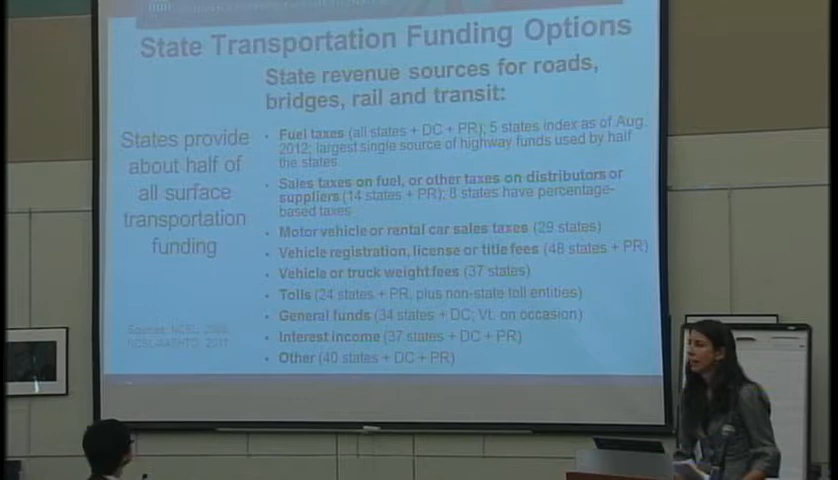 State Transportation Funding Options
State revenue sources for roads,
bridges, rail and transit:
States provide
about half of
all surface
transportation
funding
• Fuel taxes (all states + DC + PR); 5 states index as of Aug.
2012; largest single source of highway funds used by half
the states
• Sales taxes on fuel, or other taxes on distributors or
suppliers (14 states + PR); 8 states have percentage-
based taxes
• Motor vehicle or rental car sales taxes (29 states)
• Vehicle registration, license or title fees (48 states + PR)
• Vehicle or truck weight fees (37 states)
• Tolls (24 states + PR, plus non-state toll entities)
• General funds (34 states + DC; Vt. on occasion)
• Interest income (37 states + DC + PR)
• Other (40 states + DC + PR)
Source: NCSL,
NCSL/AASHTO, 2011